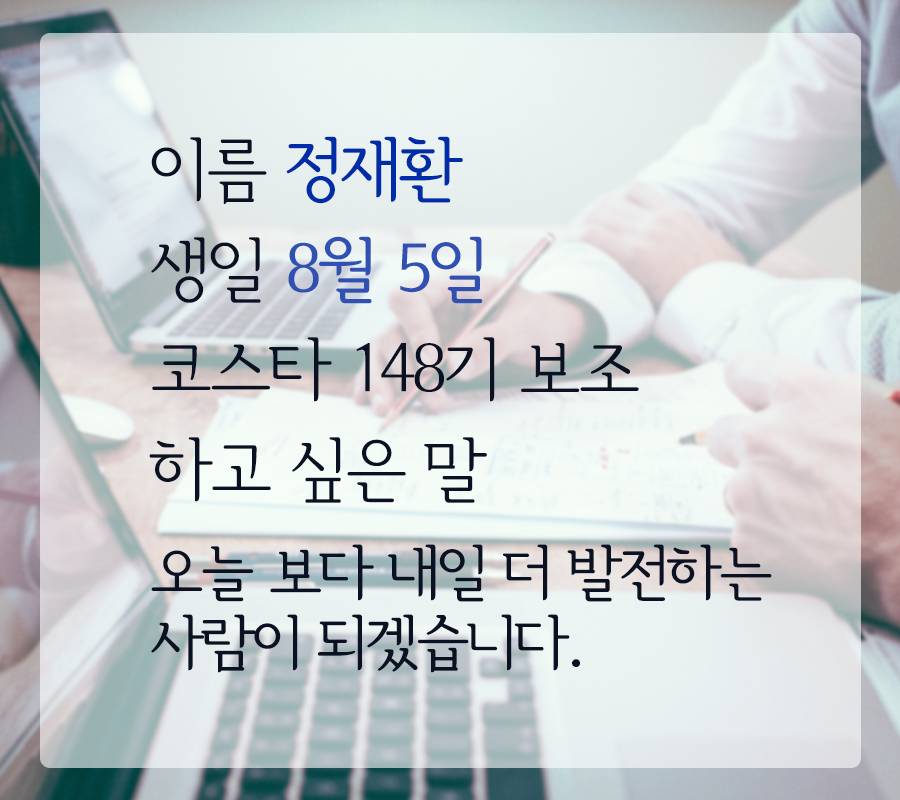 이름 정재환
생일 8월 5일
코스타 148기 보조
하고 싶은 말
오늘 보다 내일 더 발전하는
사람이 되겠습니다.